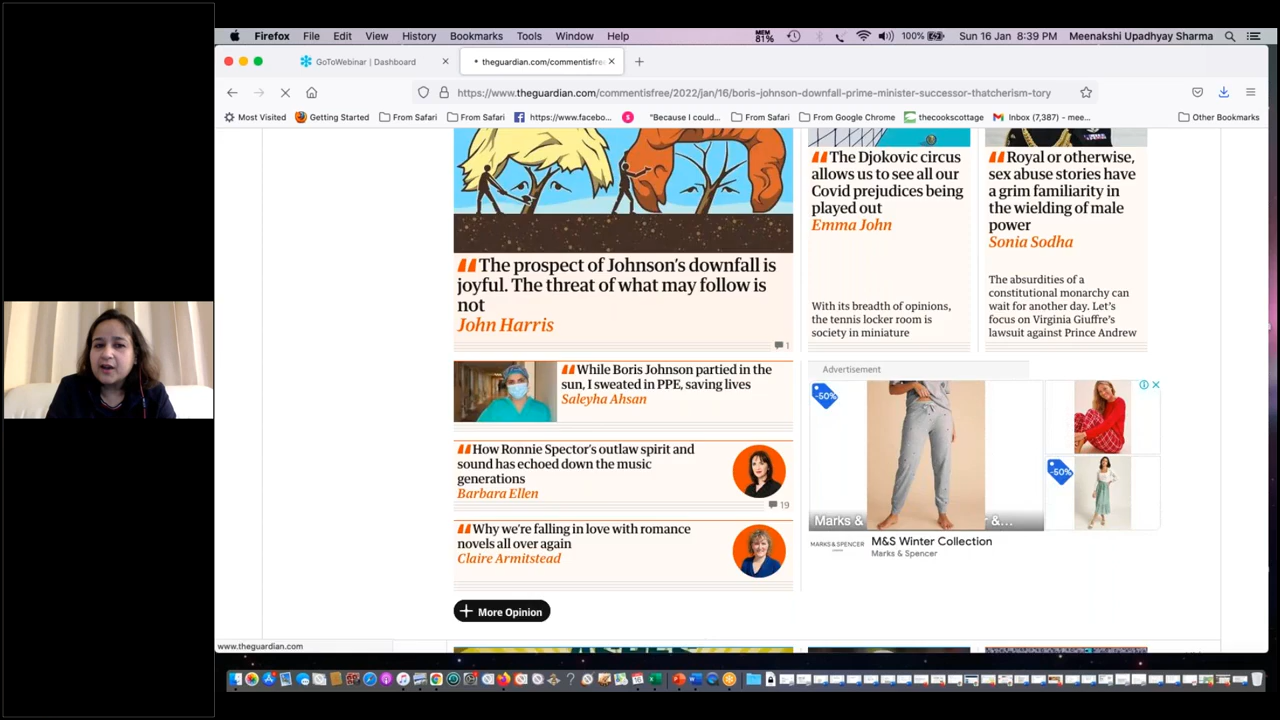 Firefox File Edit View History Bookmarks Tools Window Help MEM 81% 100% Sun 16 Jan 8:39 PM Meenakshi Upadhyay Sharma
GoToWebinar | Dashboard × theguardian.com/commentisfre × +
https://www.theguardian.com/commentisfree/2022/jan/16/boris-johnson-downfall-prime-minister-successor-thatcherism-tory
Most Visited Getting Started From Safari From Safari https://www.facebo... "Because I could... From Safari From Google Chrome thecookscottage Inbox (7,387) - mee... Other Bookmarks
The prospect of Johnson's downfall is
joyful. The threat of what may follow is
not
John Harris
1
The Djokovic circus
allows us to see all our
Covid prejudices being
played out
Emma John
With its breadth of opinions,
the tennis locker room is
society in miniature
Royal or otherwise,
sex abuse stories have
a grim familiarity in
the wielding of male
power
Sonia Sodha
The absurdities of a
constitutional monarchy can
wait for another day. Let's
focus on Virginia Giuffre's
lawsuit against Prince Andrew
While Boris Johnson partied in the
sun, I sweated in PPE, saving lives
Saleyha Ahsan
How Ronnie Spector's outlaw spirit and
sound has echoed down the music
generations
Barbara Ellen
19
Why we're falling in love with romance
novels all over again
Claire Armitstead
+ More Opinion
Advertisement
-50%
-50%
Marks & &...
MARKS & SPENCER
M&S Winter Collection
Marks & Spencer
www.theguardian.com